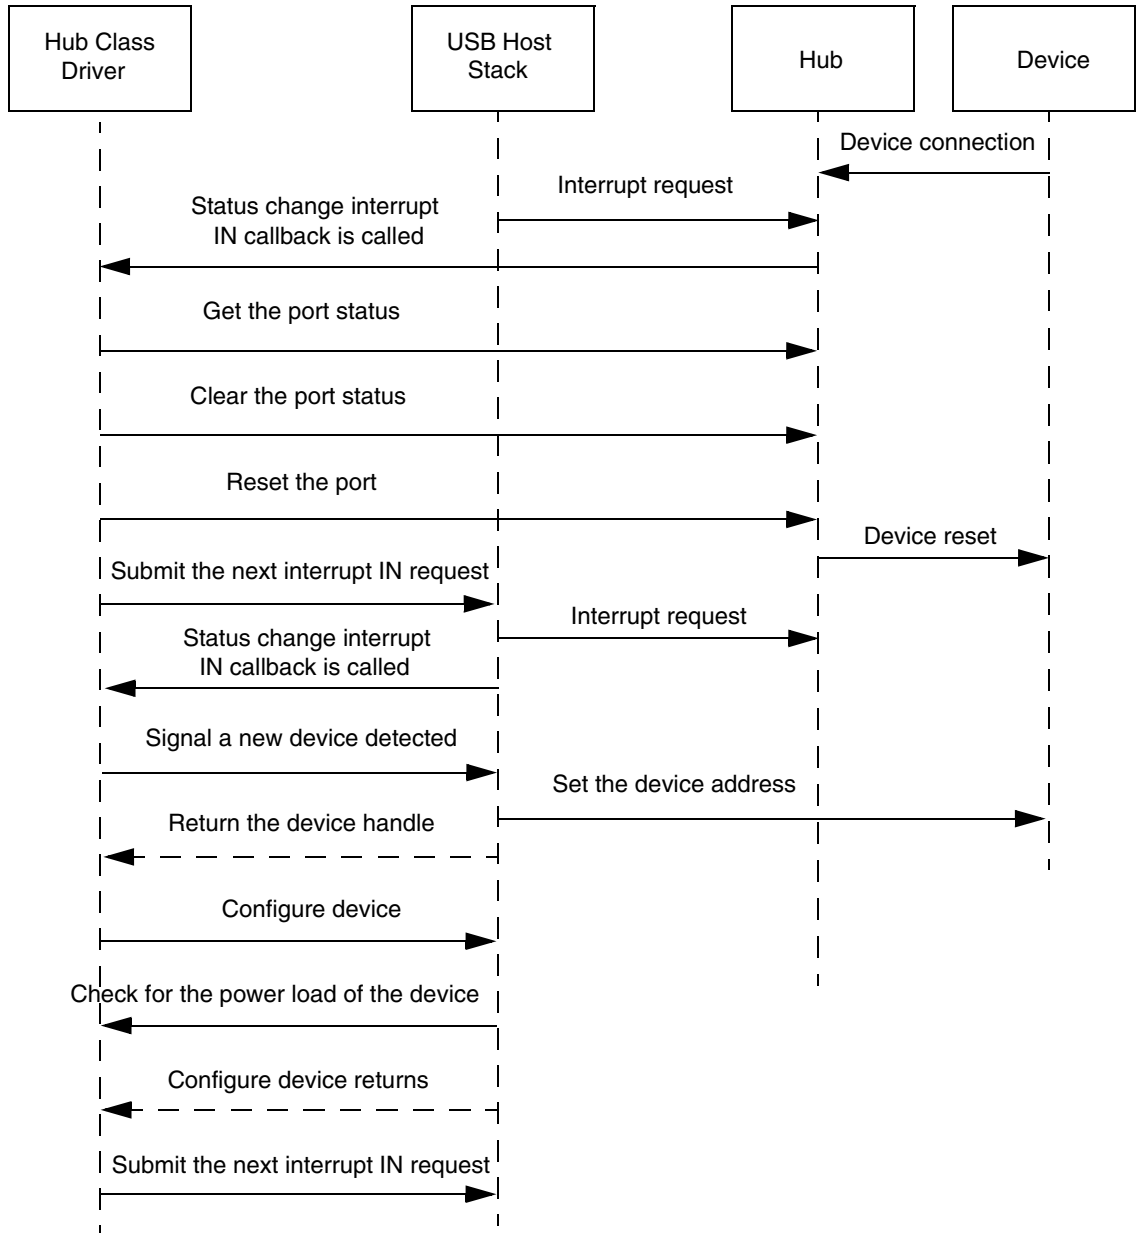 Hub Class
Driver
USB Host
Stack
Hub
Device
Device connection
Interrupt request
Status change interrupt
IN callback is called
Get the port status
Clear the port status
Reset the port
Device reset
Submit the next interrupt IN request
Interrupt request
Status change interrupt
IN callback is called
Signal a new device detected
Set the device address
Return the device handle
Configure device
Check for the power load of the device
Configure device returns
Submit the next interrupt IN request